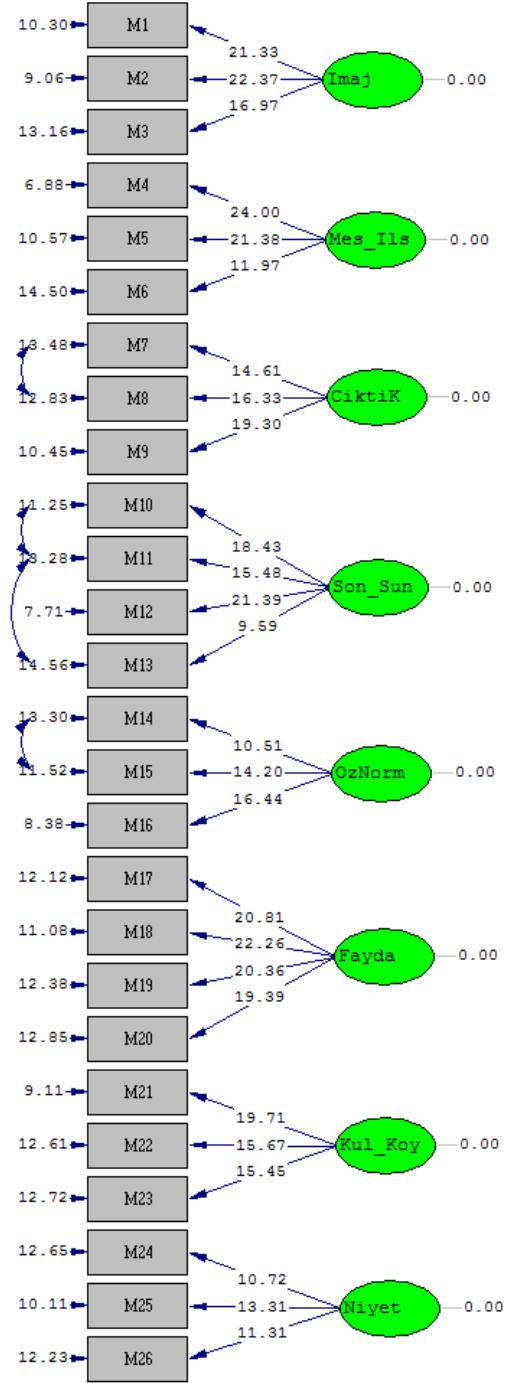 10.30 M1
21.33
9.06 M2 22.37 Imaj 0.00
16.97
13.16 M3
6.88 M4
24.00
10.57 M5 21.38 Mes_Ils 0.00
11.97
14.50 M6
13.48 M7
14.61
12.83 M8 16.33 CiktiK 0.00
19.30
10.45 M9
11.25 M10
18.43
13.28 M11 15.48
Son_Sun 0.00
7.71 M12 21.39
9.59
14.56 M13
13.30 M14
10.51
11.52 M15 14.20 OzNorm 0.00
16.44
8.38 M16
12.12 M17
20.81
11.08 M18 22.26
Fayda 0.00
12.38 M19 20.36
19.39
12.85 M20
9.11 M21
19.71
12.61 M22 15.67 Kul_Koy 0.00
15.45
12.72 M23
12.65 M24
10.72
10.11 M25 13.31 Niyet 0.00
11.31
12.23 M26